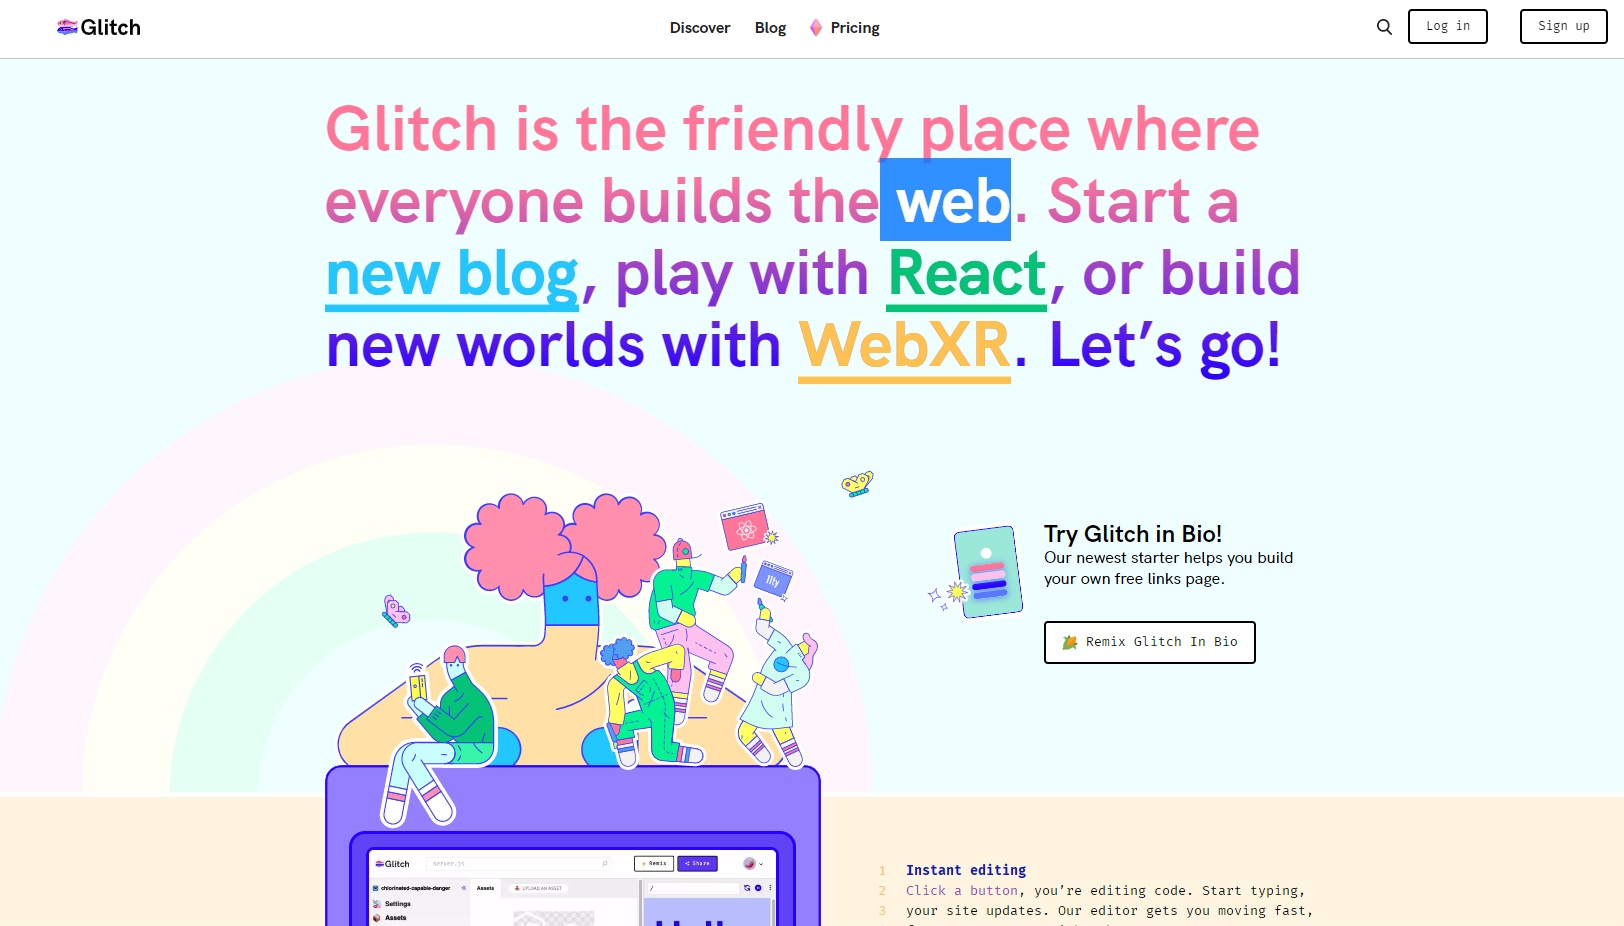 Glitch
Discover
Blog
Pricing
Log in
Sign up
Glitch is the friendly place where
everyone builds the web. Start a
new blog, play with React, or build
new worlds with WebXR. Let’s go!
11ty
Try Glitch in Bio!
Our newest starter helps you build
your own free links page.
Remix Glitch In Bio
Glitch
server.js
Remix
Share
chlorinated-capable-danger
Assets
UPLOAD AN ASSET
/
Settings
Assets
1 Instant editing
2 Click a button, you’re editing code. Start typing,
3 your site updates. Our editor gets you moving fast,